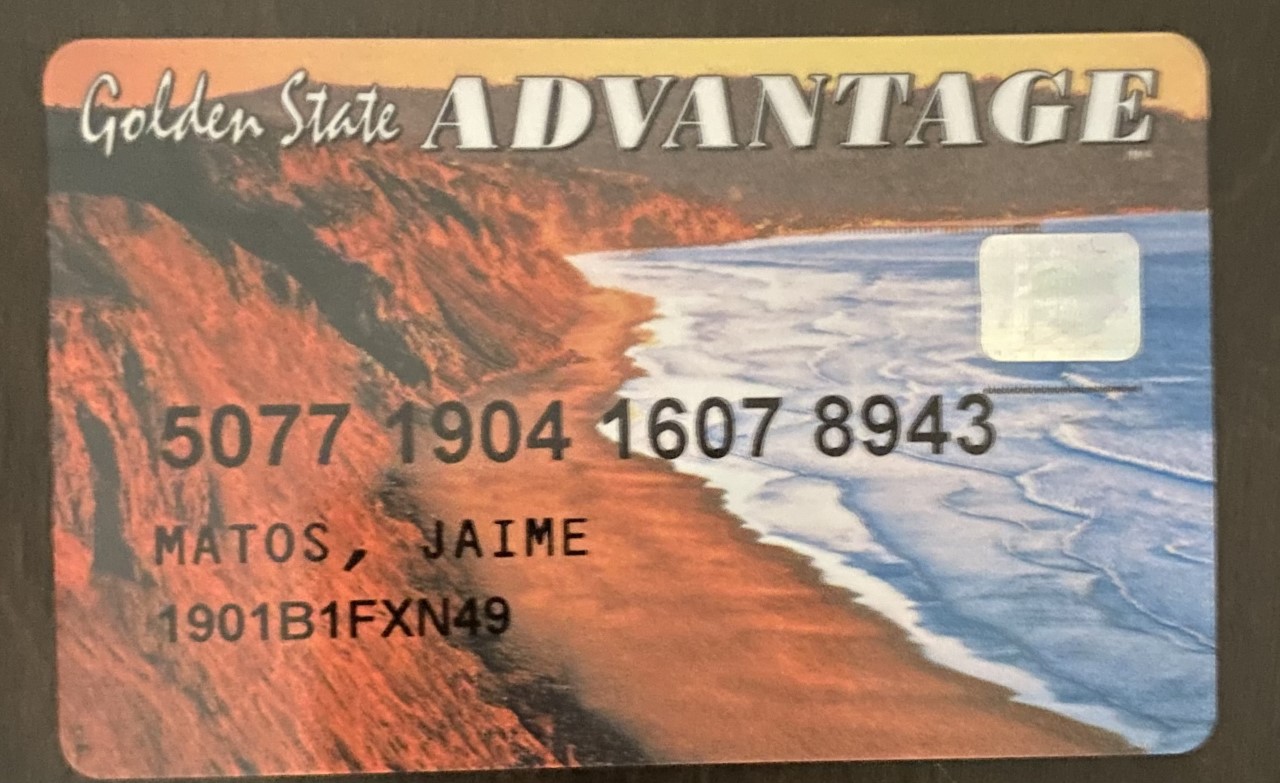 Golden State ADVANTAGE
5077 1904 1607 8943
MATOS, JAIME
1901B1FXN49